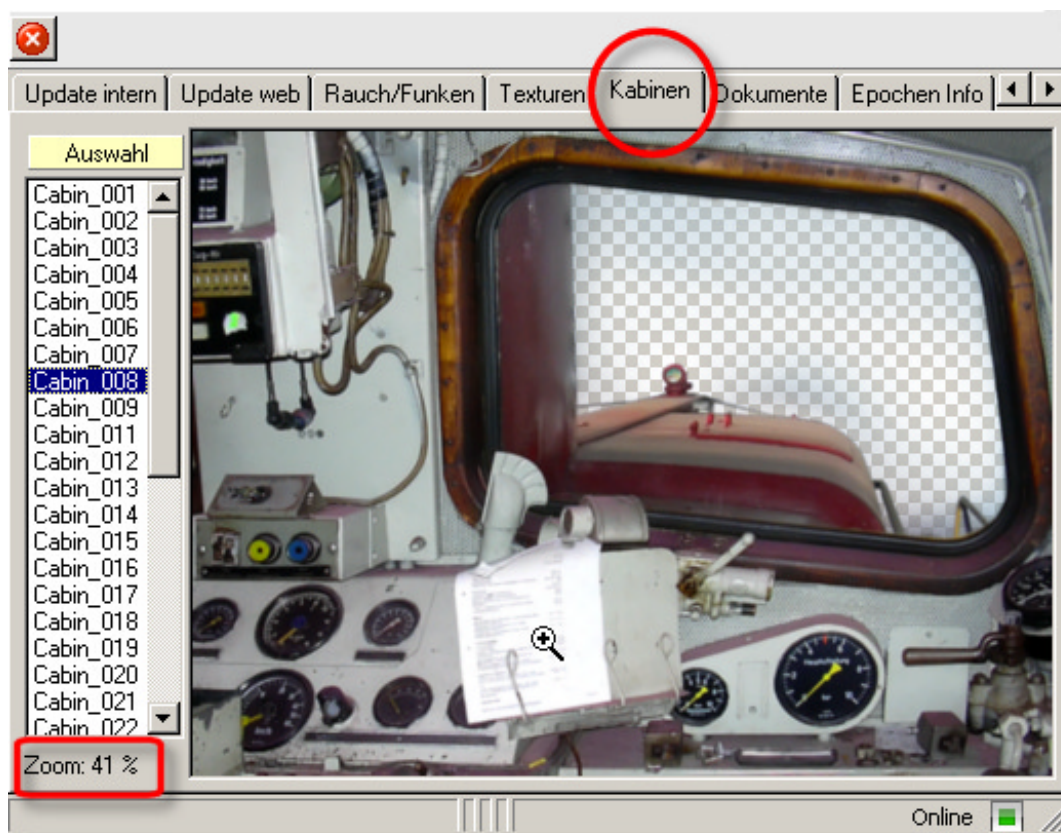 Update intern Update web Rauch/Funken Texturen Kabinen Dokumente Epochen Info
Auswahl
Cabin_001
Cabin_002
Cabin_003
Cabin_004
Cabin_005
Cabin_006
Cabin_007
Cabin_008
Cabin_009
Cabin_011
Cabin_012
Cabin_013
Cabin_014
Cabin_015
Cabin_016
Cabin_017
Cabin_018
Cabin_019
Cabin_020
Cabin_021
Cabin_022
Zoom: 41 %
Online